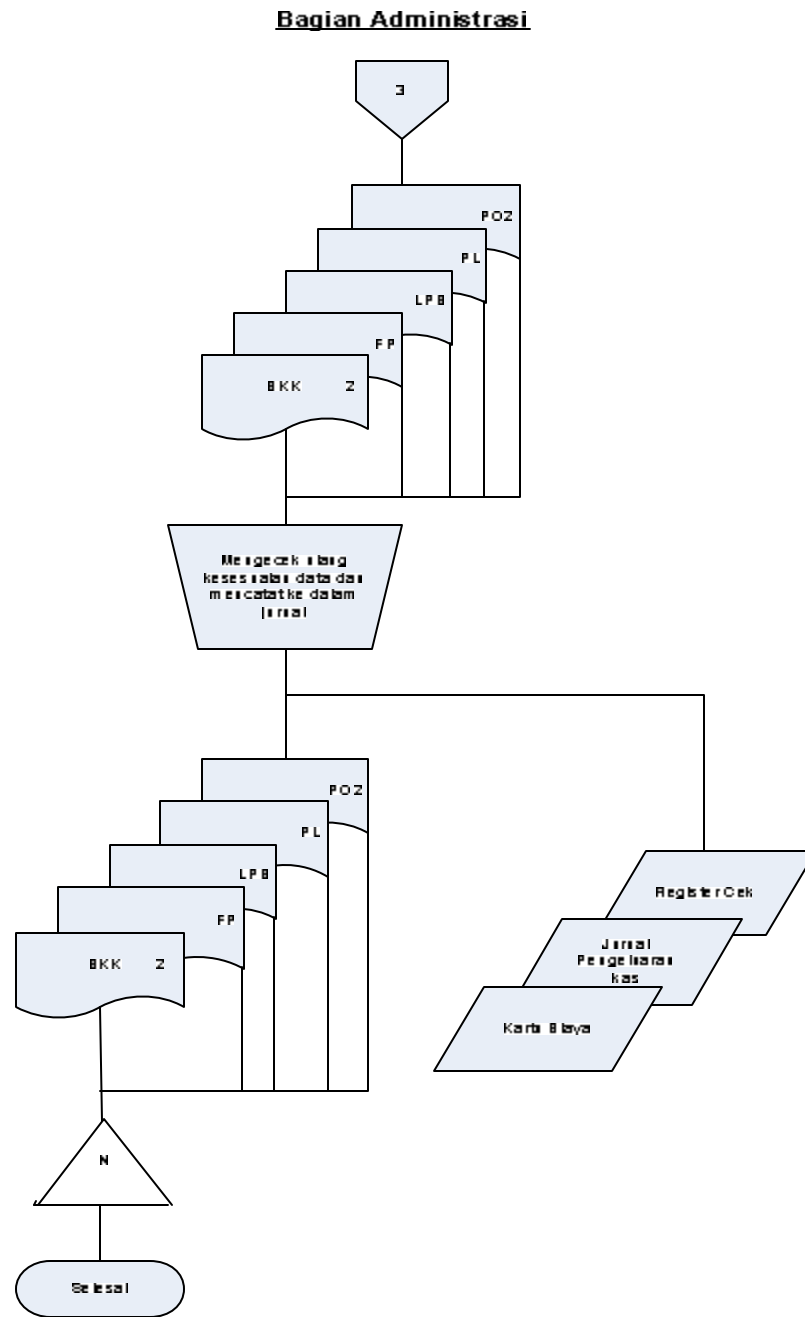 Bagian Administrasi
3
PO2
PL
LPB
FP
BKK 2
Mengecek ulang
kesesuaian data dan
mencatat ke dalam
jurnal
PO2
PL
LPB
FP
BKK 2
Register Cek
Jurnal
Pengeluaran
kas
Kartu Biaya
N
Selesai